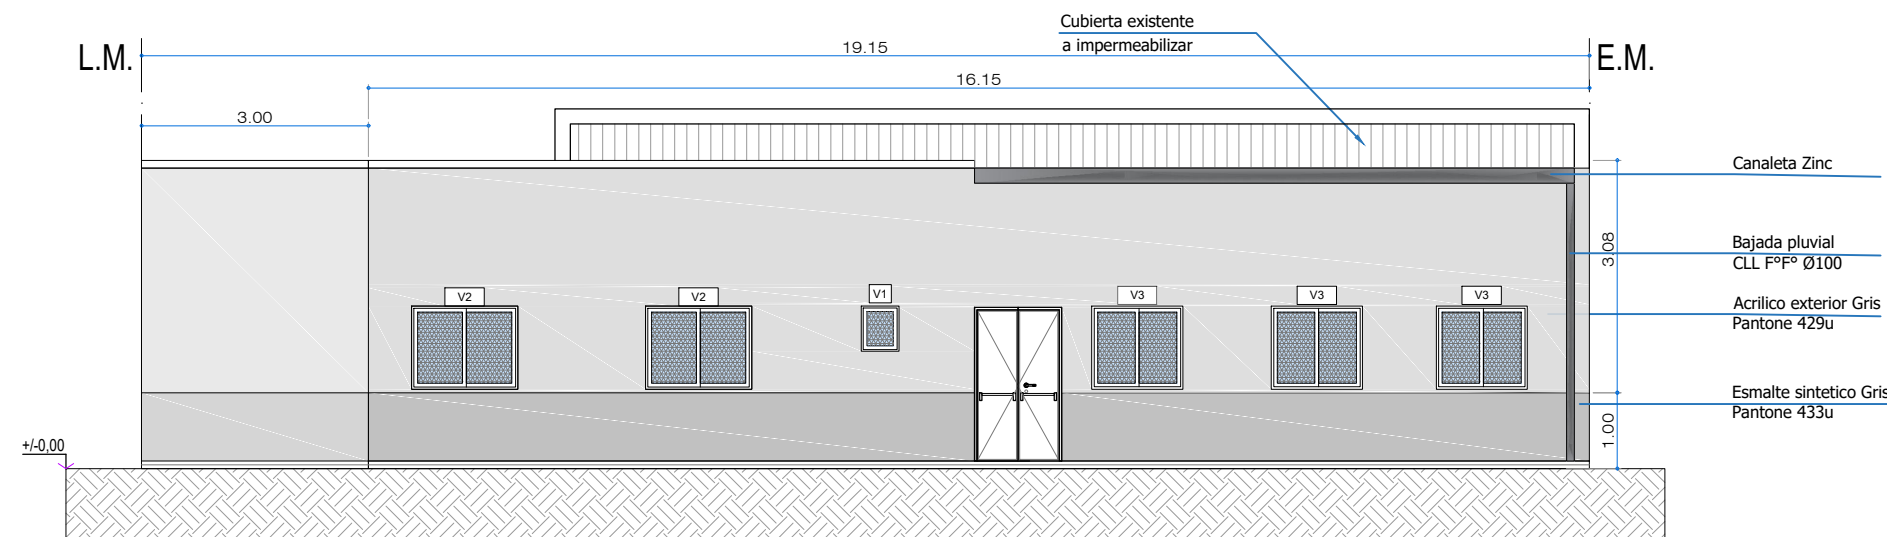 Cubierta existente
a impermeabilizar
L.M.
19.15
E.M.
16.15
3.00
Canaleta Zinc
3.08
Bajada pluvial
CLL F°F° Ø100
V2
V2
V1
V3
V3
V3
Acrilico exterior Gris
Pantone 429u
Esmalte sintetico Gris
Pantone 433u
1.00
+/-0,00